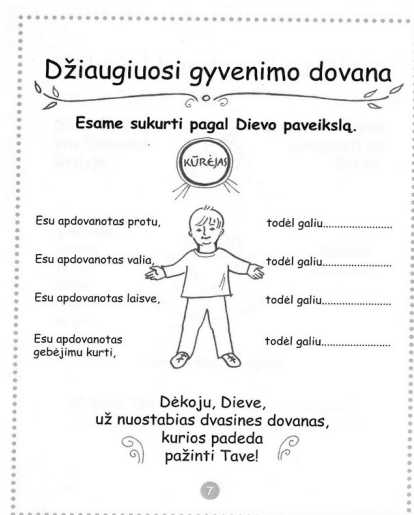 Džiaugiuosi gyvenimo dovana
Esame sukurti pagal Dievo paveikslą.
KŪRĖJAS
Esu apdovanotas protu, todėl galiu......................
Esu apdovanotas valia, todėl galiu......................
Esu apdovanotas laisve, todėl galiu......................
Esu apdovanotas
gebėjimu kurti, todėl galiu......................
Dėkoju, Dieve,
už nuostabias dvasines dovanas,
kurios padeda
pažinti Tave!
7